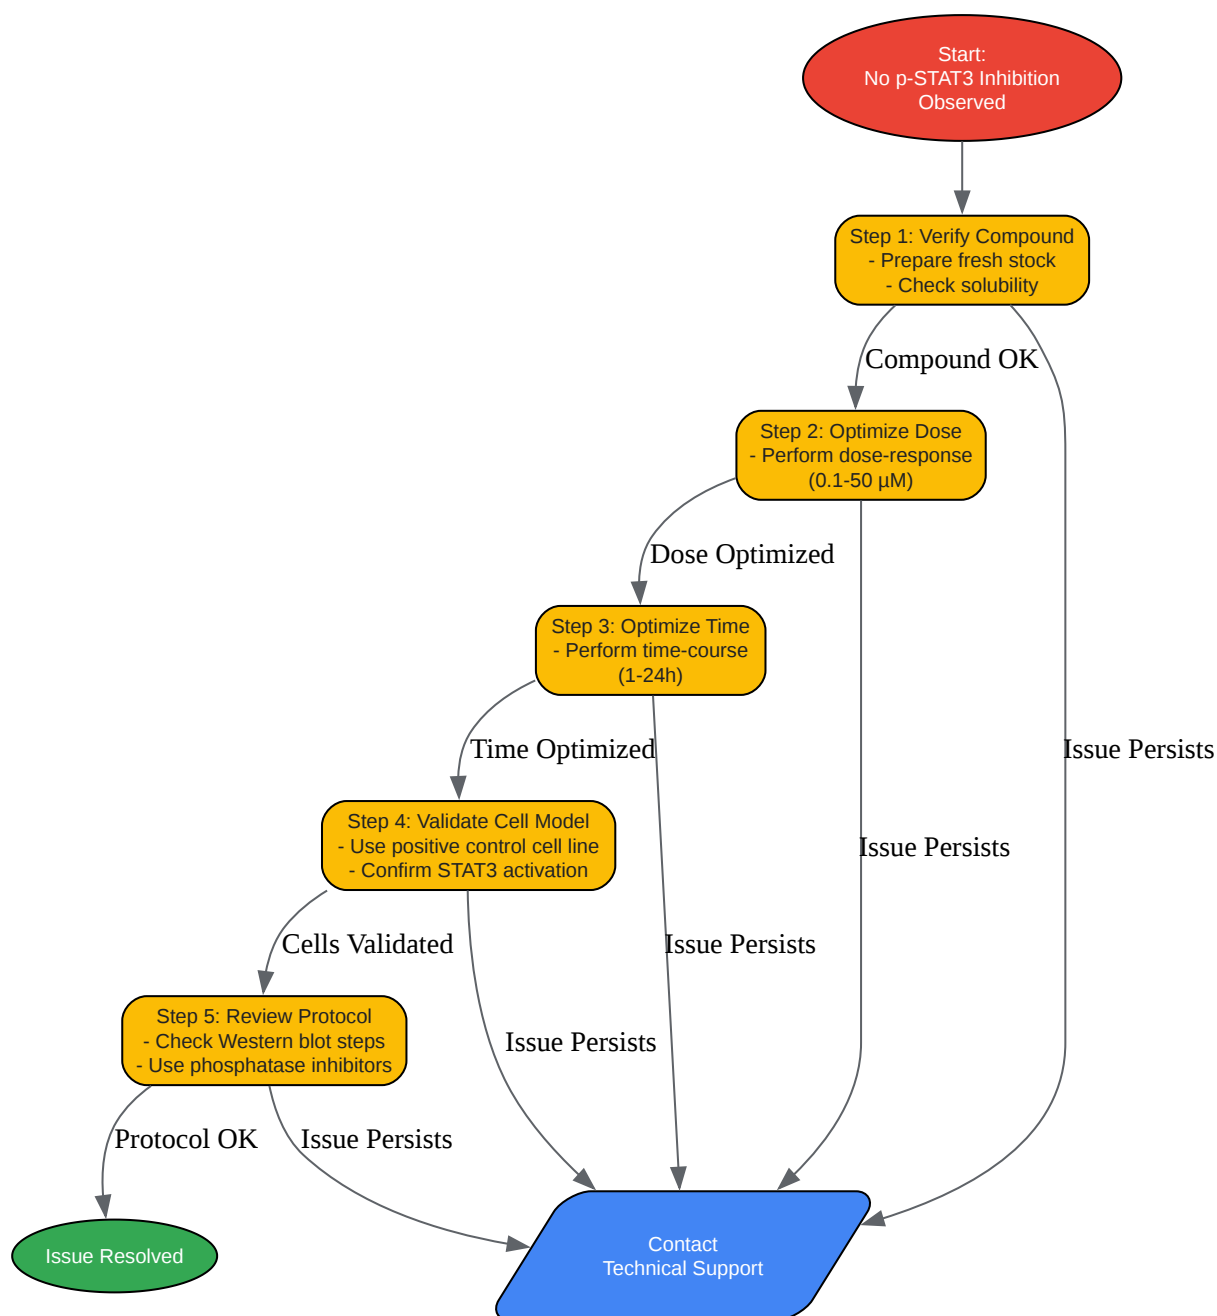 Start:
No p-STAT3 Inhibition
Observed
Step 1: Verify Compound
- Prepare fresh stock
- Check solubility
Compound OK
Step 2: Optimize Dose
- Perform dose-response
(0.1-50 µM)
Dose Optimized
Step 3: Optimize Time
- Perform time-course
(1-24h)
Time Optimized
Issue Persists
Step 4: Validate Cell Model
- Use positive control cell line
- Confirm STAT3 activation
Issue Persists
Cells Validated
Issue Persists
Step 5: Review Protocol
- Check Western blot steps
- Use phosphatase inhibitors
Issue Persists
Protocol OK
Issue Persists
Issue Resolved
Contact
Technical Support